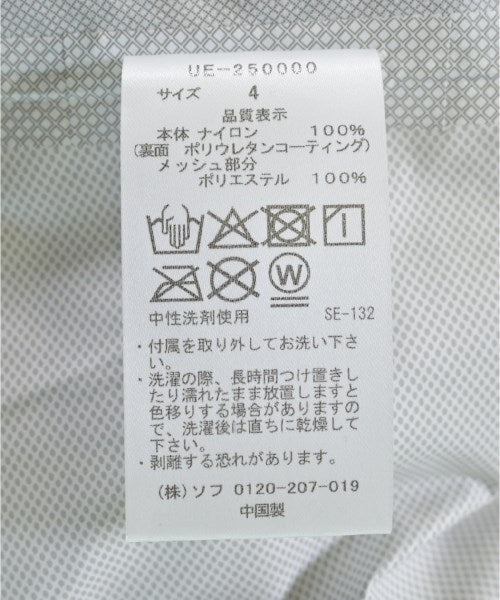 UE-250000
サイズ 4
品質表示
本体 ナイロン 100%
(裏面 ポリウレタンコーティング)
メッシュ部分
ポリエステル 100%
W
中性洗剤使用 SE-132
・付属を取り外してお洗い下さ
い。
・洗濯の際、長時間つけ置きし
たり濡れたまま放置しますと
色移りする場合がありますの
で、洗濯後は直ちに乾燥して
下さい。
・剥離する恐れがあります。
(株)ソフ 0120-207-019
中国製